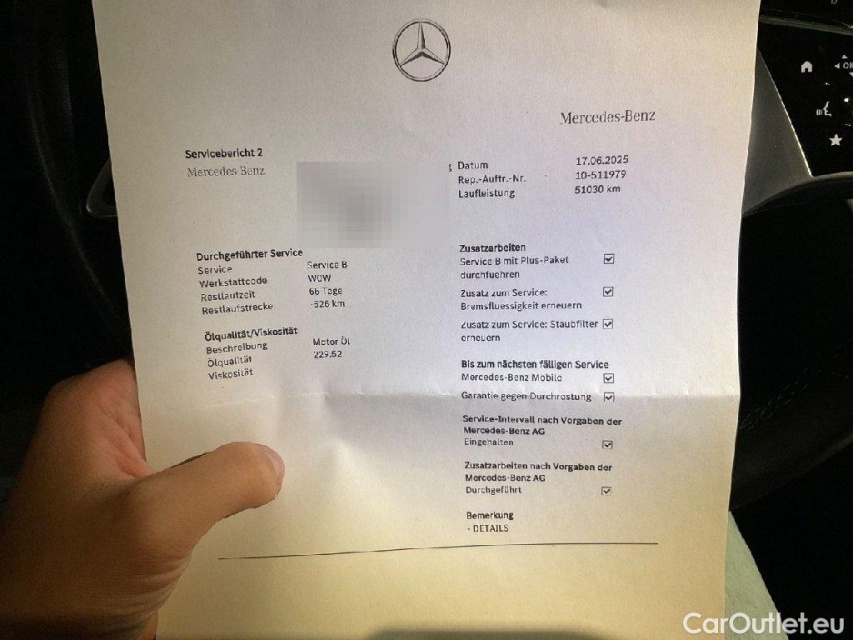 Mercedes-Benz
Servicebericht 2
Mercedes-Benz
Datum 17.06.2025
Rep.-Auftr.-Nr. 10-511979
Laufleistung 51030 km
Durchgeführter Service
Service Service B
Werkstattcode WCW
Restlaufzeit 66 Tage
Restlaufstrecke -526 km
Ölqualität/Viskosität
Beschreibung Motor Öl
Ölqualität 229.52
Viskosität
Zusatzarbeiten
Service B mit Plus-Paket
durchfuehren
Zusatz zum Service:
Bremsfluessigkeit erneuern
Zusatz zum Service: Staubfilter
erneuern
Bis zum nächsten fälligen Service
Mercedes-Benz Mobilo
Garantie gegen Durchrostung
Service-Intervall nach Vorgaben der
Mercedes-Benz AG
Eingehalten
Zusatzarbeiten nach Vorgaben der
Mercedes-Benz AG
Durchgeführt
Bemerkung
- DETAILS
CarOutlet.eu